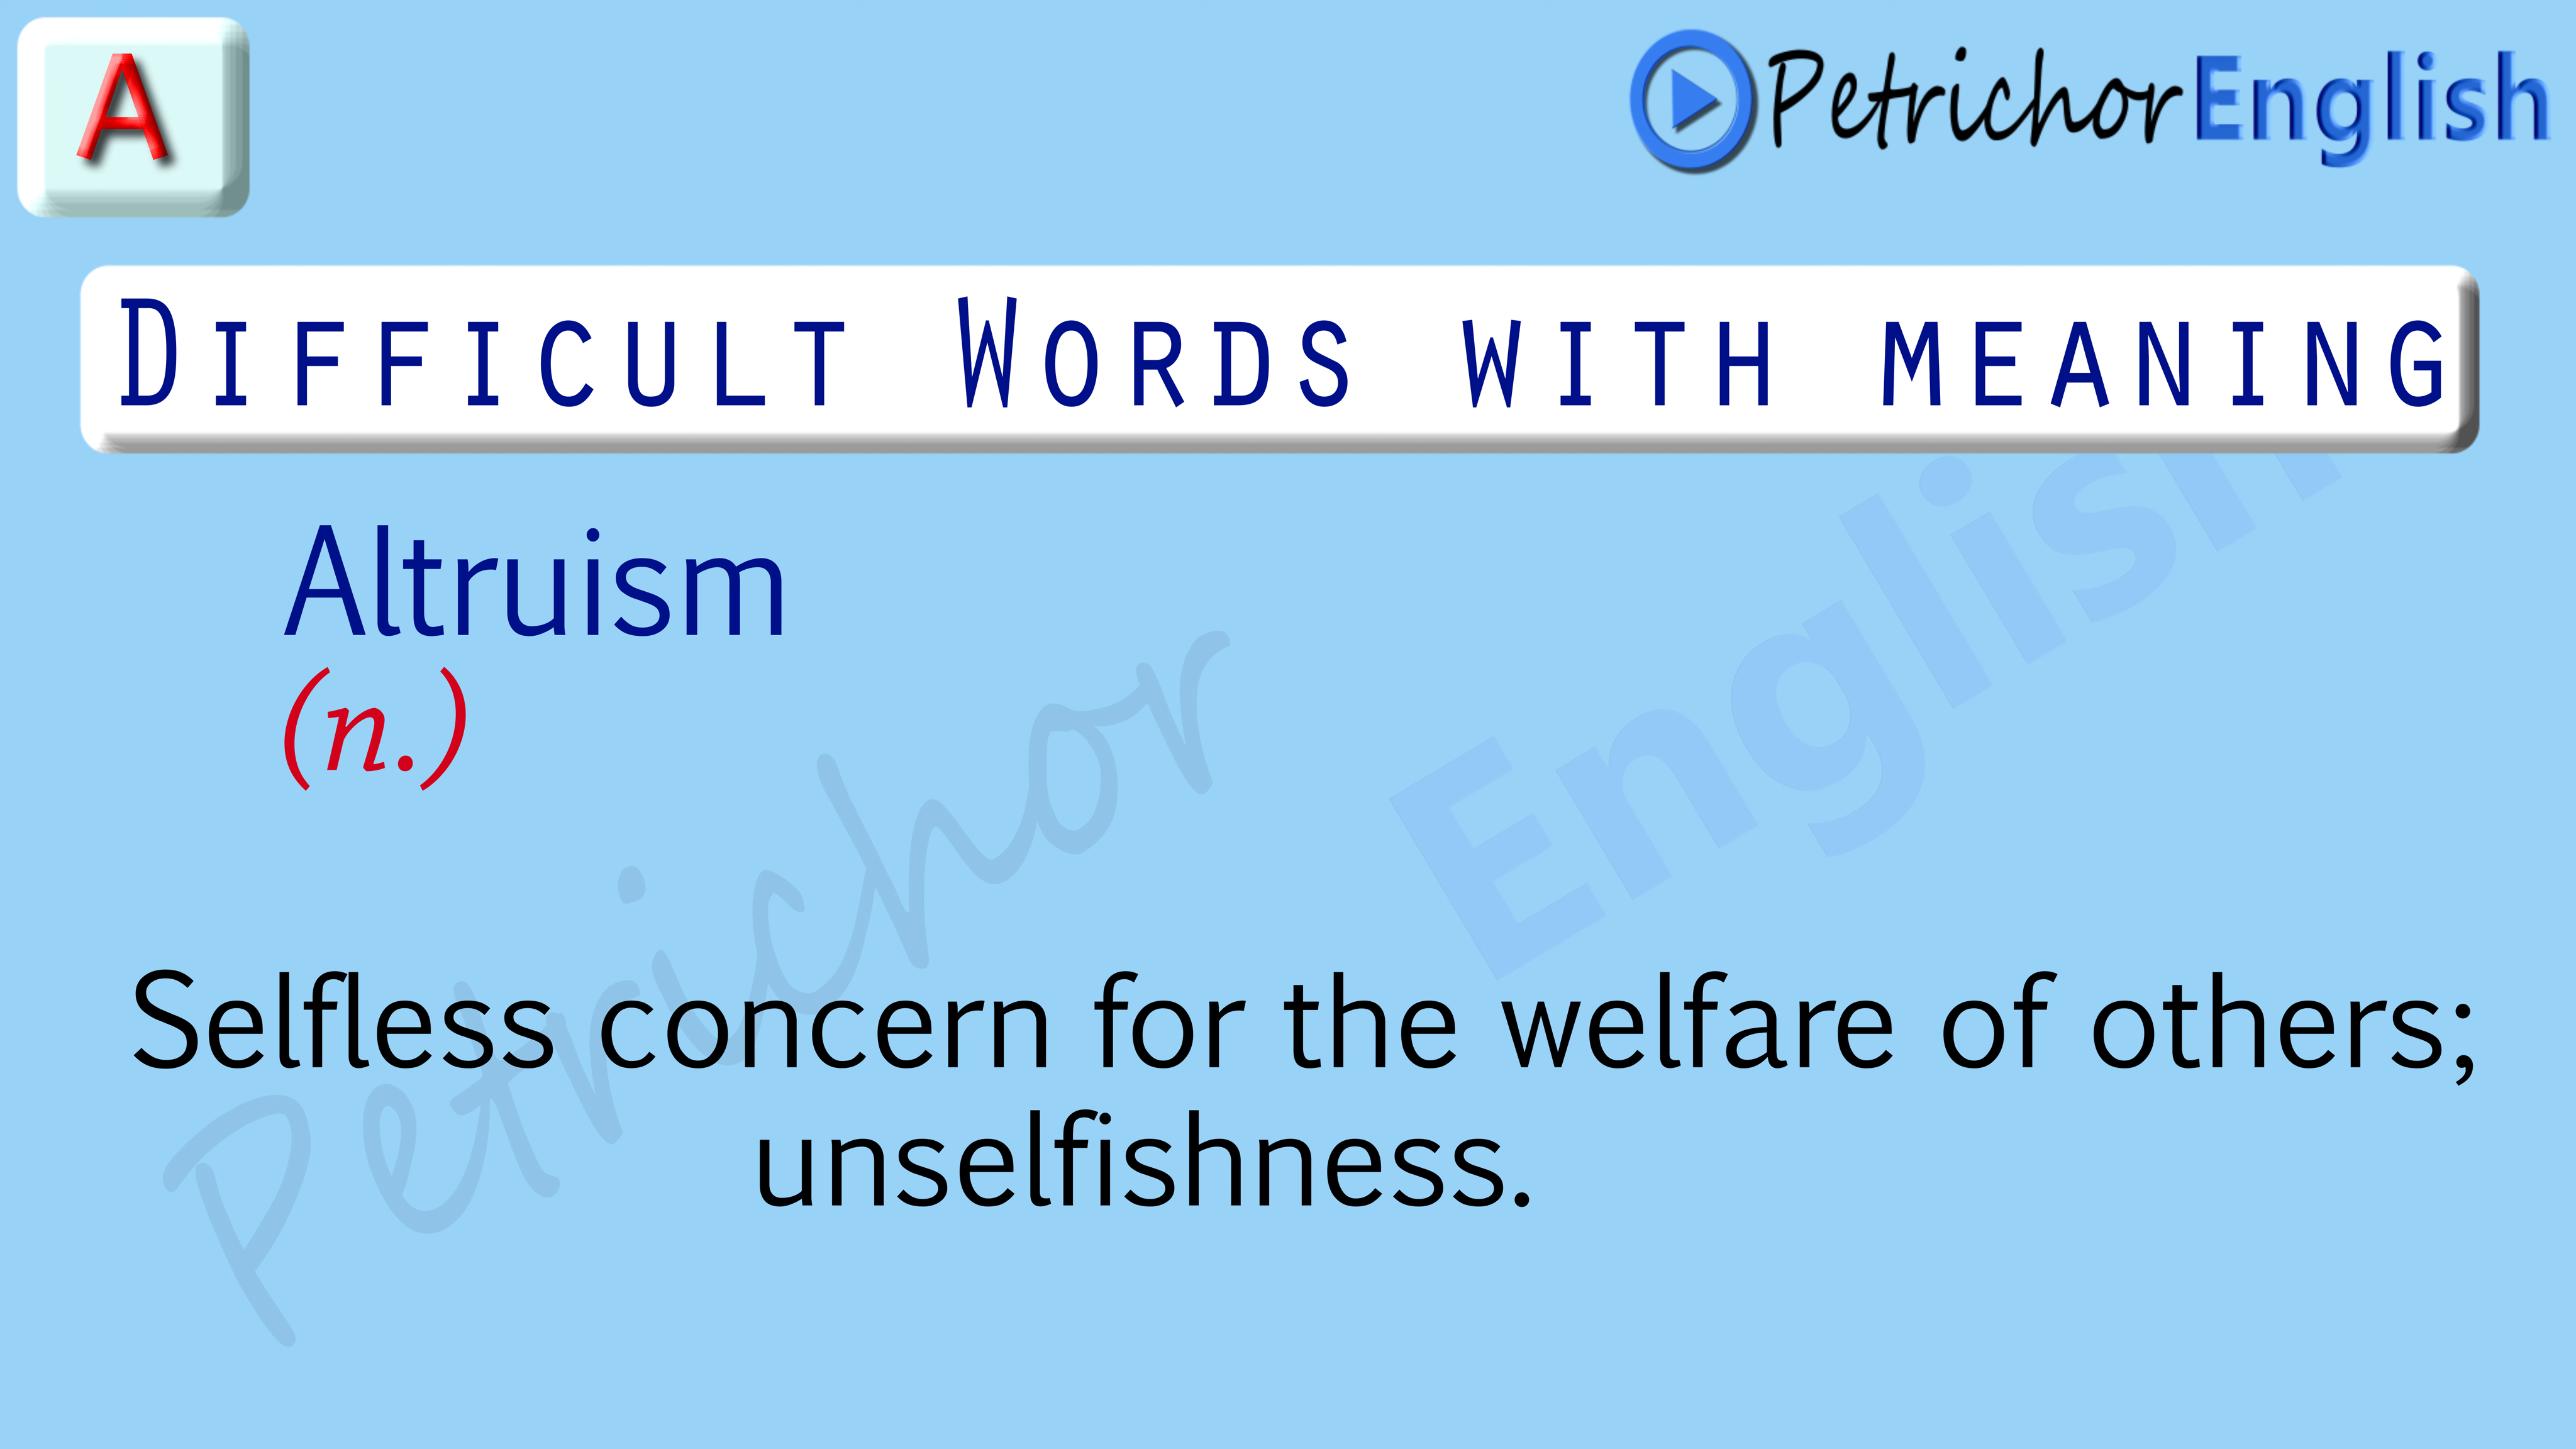 A
PetrichorEnglish
Difficult Words with meaning
Altruism
(n.)
Petrichor English
Selfless concern for the welfare of others;
unselfishness.